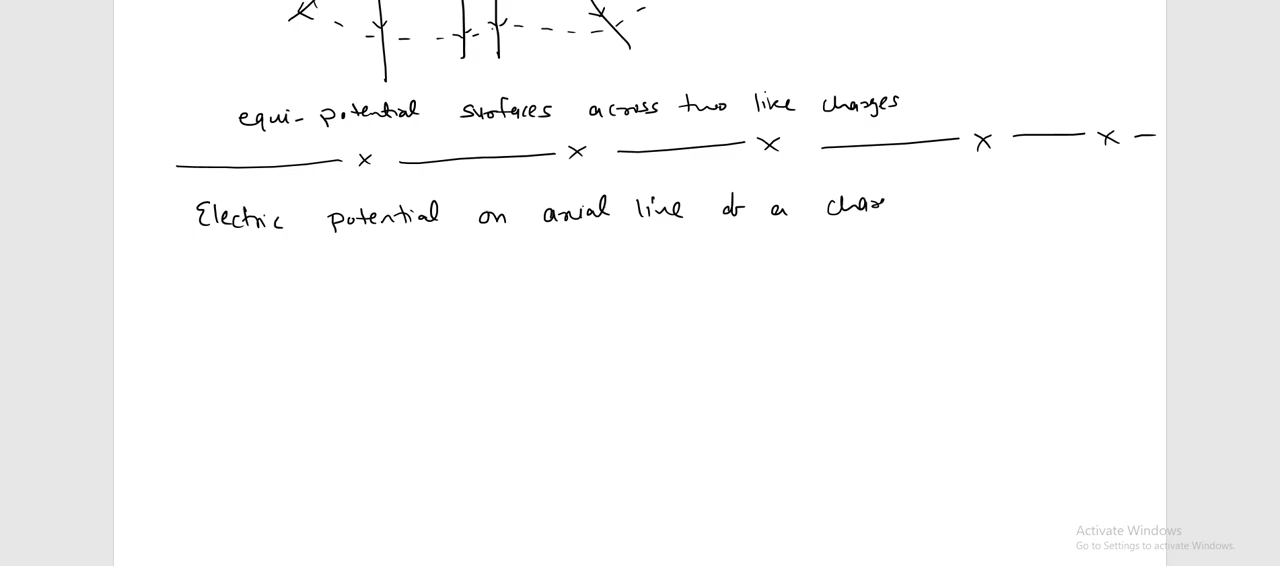 equi- potential surfaces across two like charges
x x x x
Electric potential on axial line of a char
Activate Windows
Go to Settings to activate Windows.